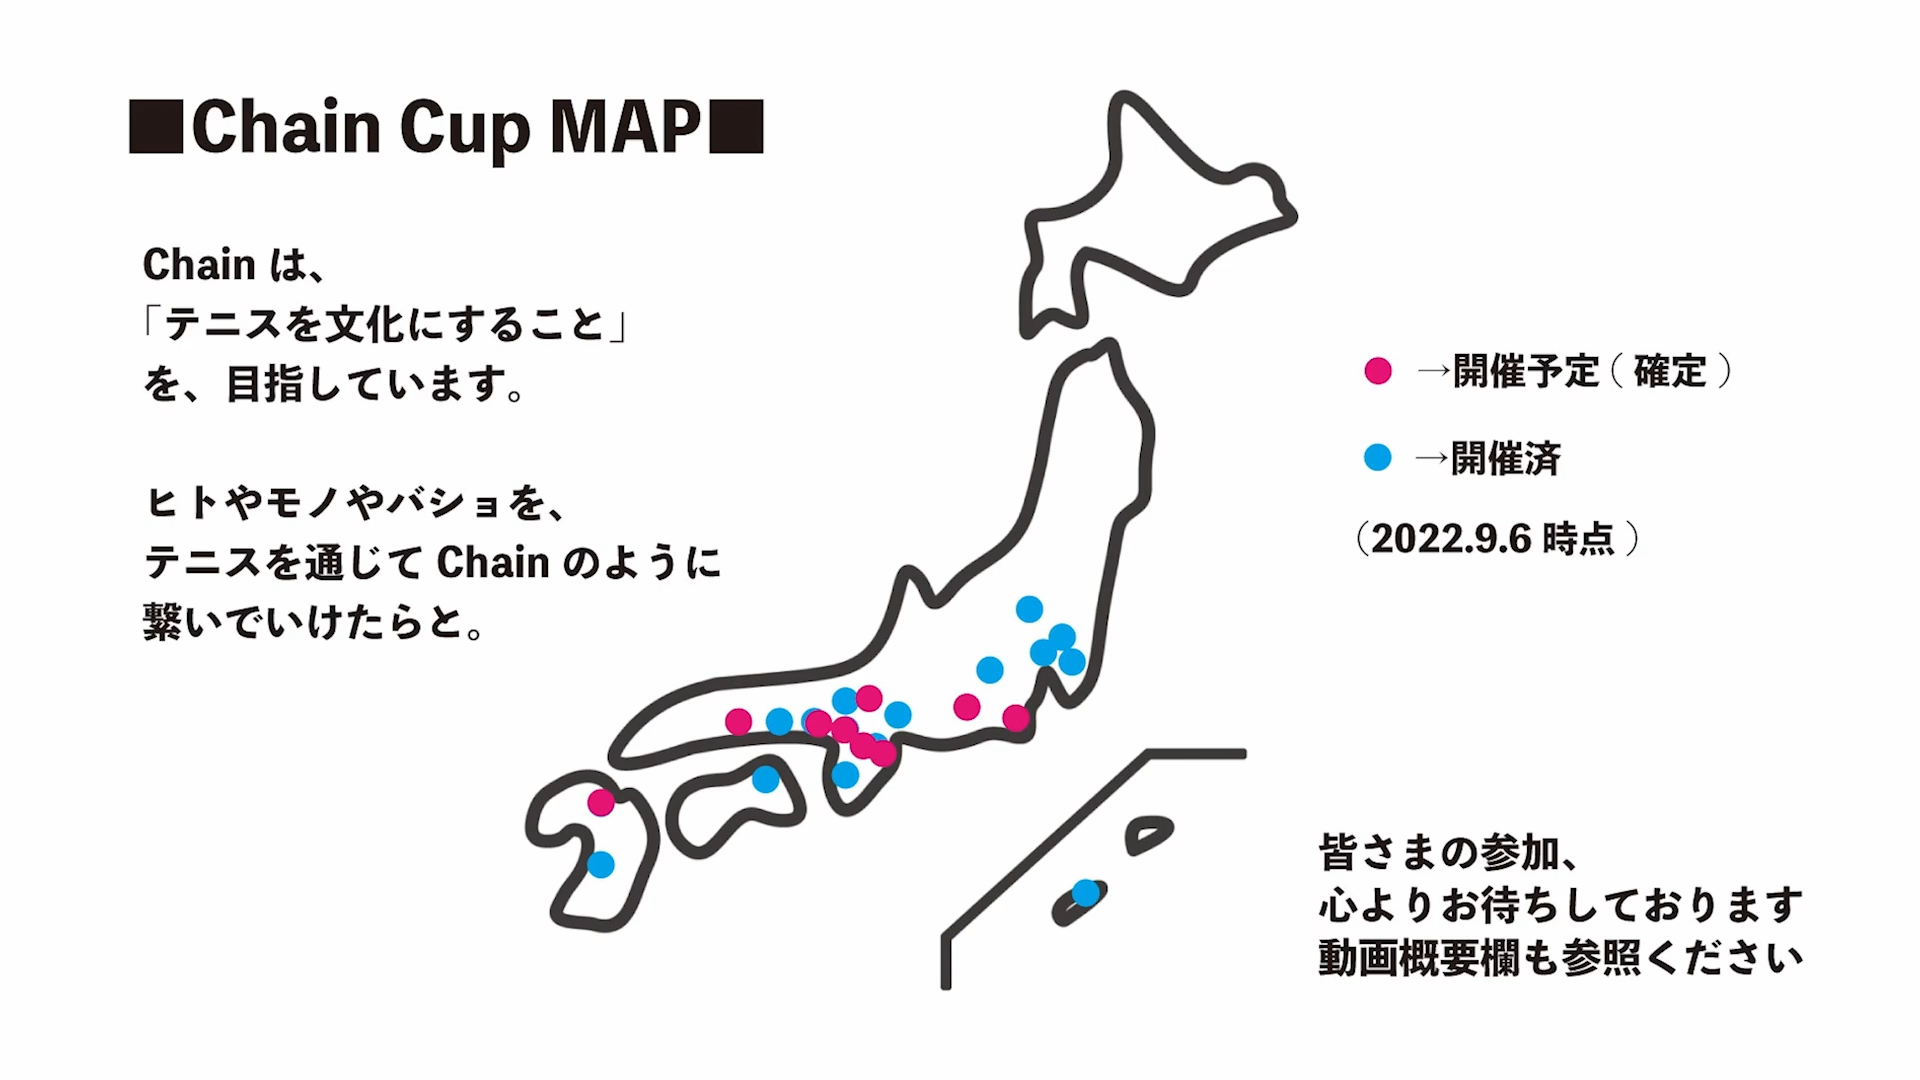 ■Chain Cup MAP■
Chain は、
「テニスを文化にすること」
を、目指しています。
ヒトやモノやバショを、
テニスを通じて Chain のように
繋いでいけたらと。
→開催予定 ( 確定 )
→開催済
(2022.9.6 時点 )
皆さまの参加、
心よりお待ちしております
動画概要欄も参照ください